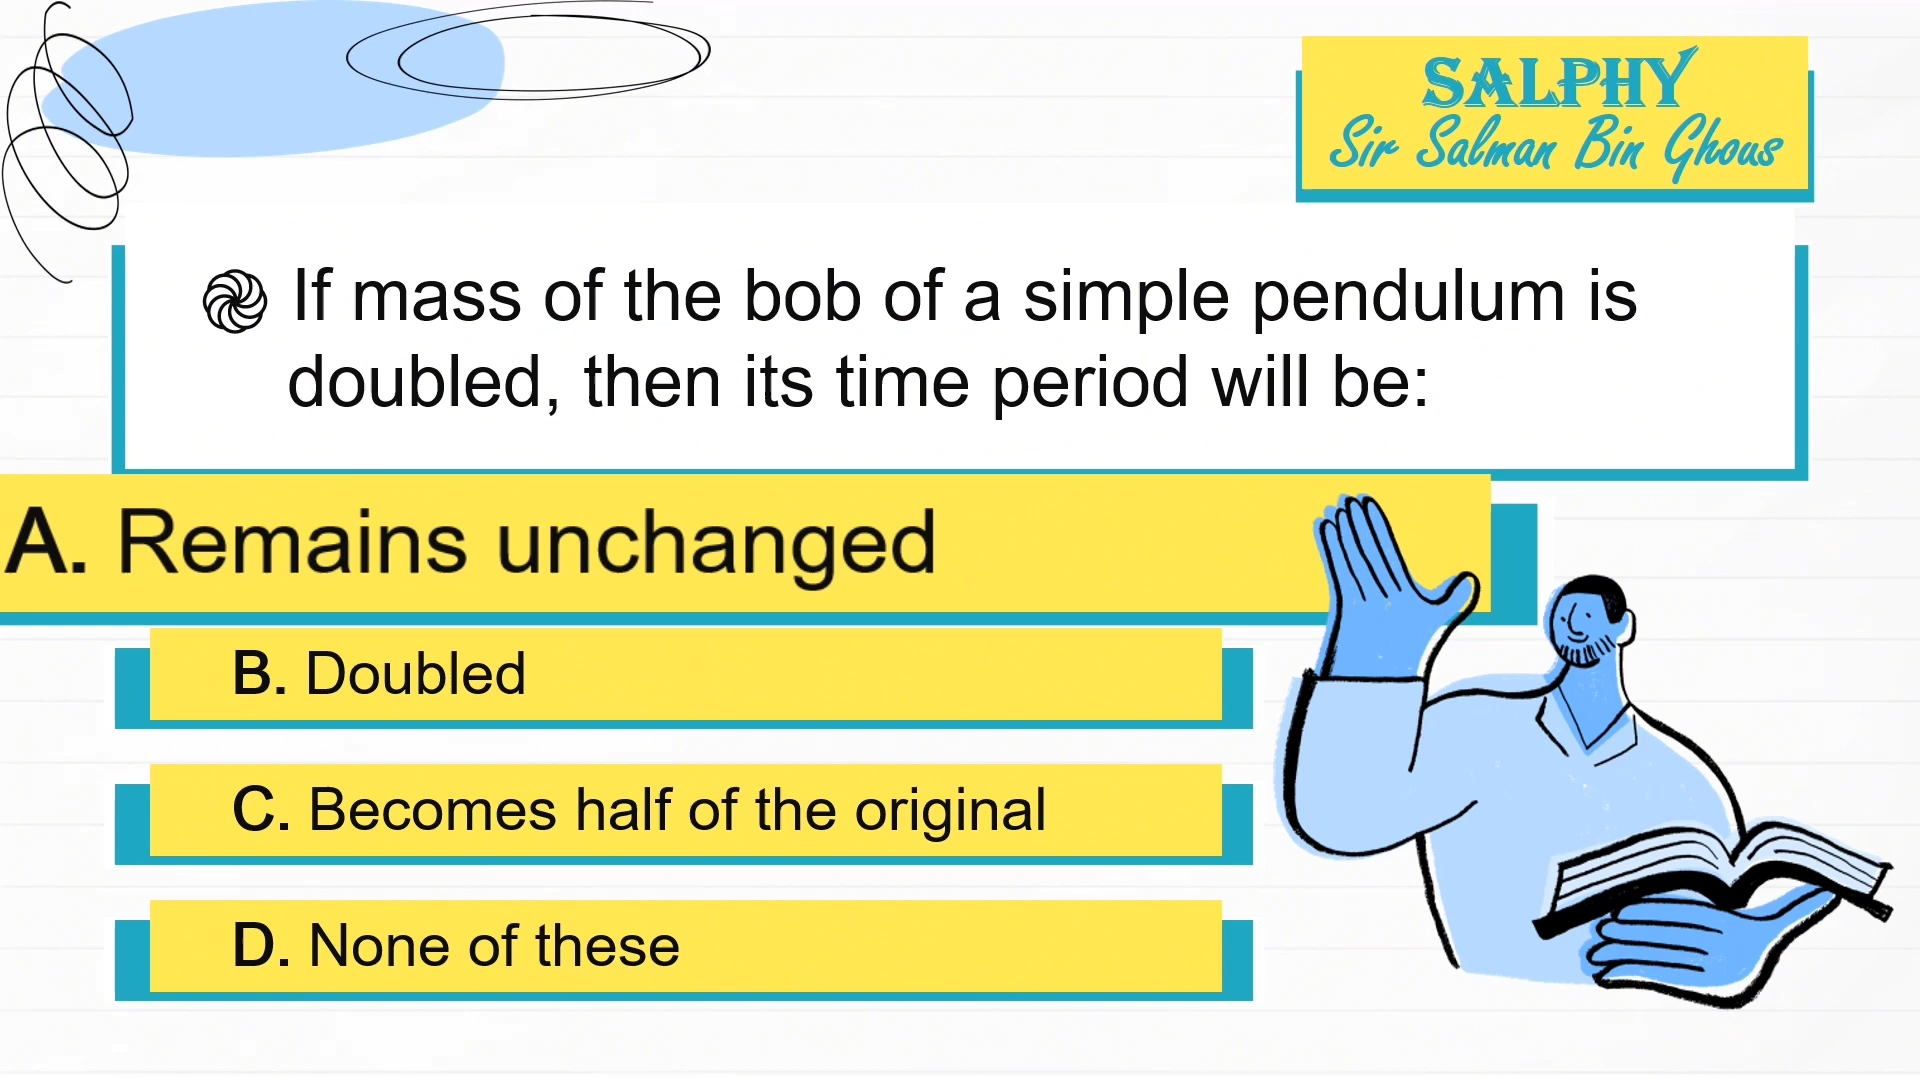 SALPHY
Sir Salman Bin Ghous
If mass of the bob of a simple pendulum is
doubled, then its time period will be:
A. Remains unchanged
B. Doubled
C. Becomes half of the original
D. None of these